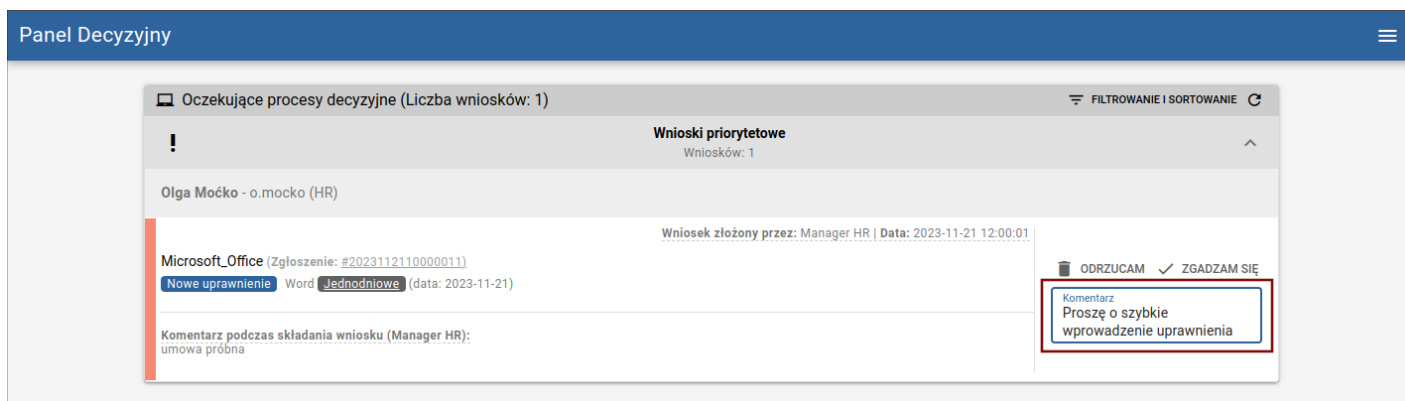 Panel Decyzyjny
Oczekujące procesy decyzyjne (Liczba wniosków: 1)
FILTROWANIE I SORTOWANIE
Wnioski priorytetowe
Wniosków: 1
Olga Moćko - o.mocko (HR)
Wniosek złożony przez: Manager HR | Data: 2023-11-21 12:00:01
Microsoft_Office (Zgłoszenie: #2023112110000011)
Nowe uprawnienie Word Jednodniowe (data: 2023-11-21)
Komentarz podczas składania wniosku (Manager HR):
umowa próbna
ODRZUCAM ZGADZAM SIĘ
Komentarz
Proszę o szybkie
wprowadzenie uprawnienia